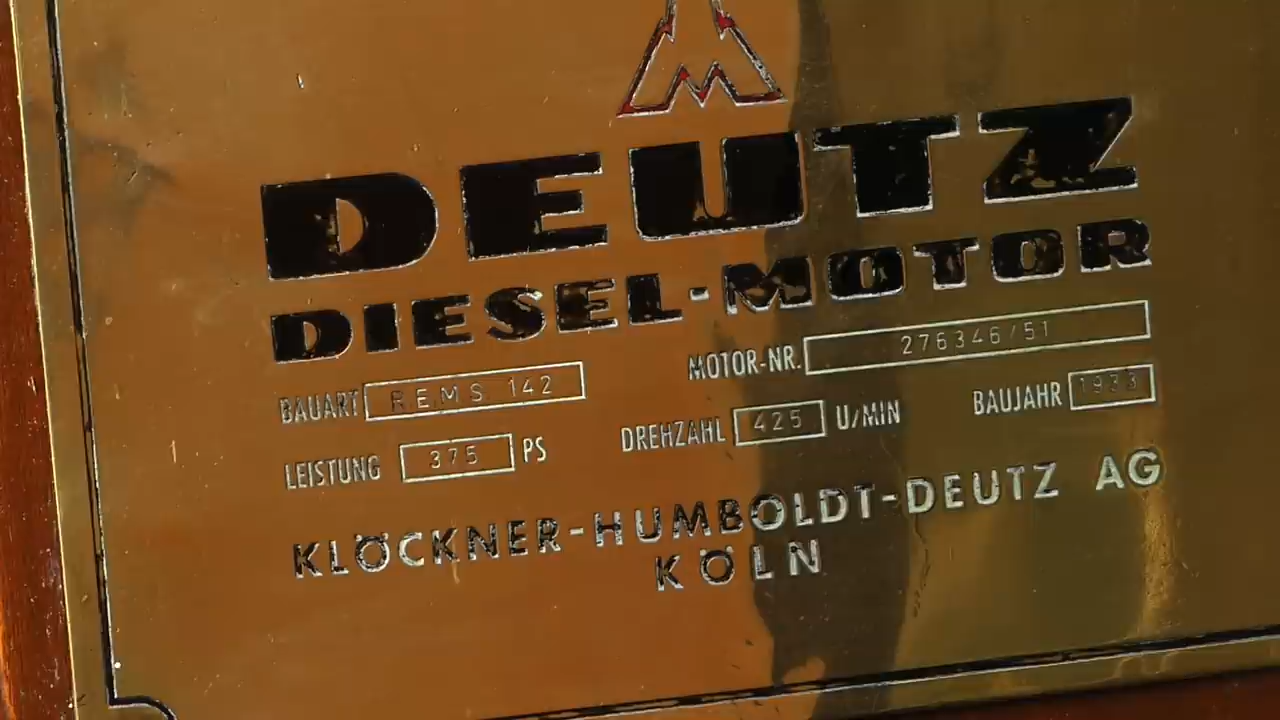 DEUTZ
DIESEL-MOTOR
MOTOR-NR. 276346/51
BAUART R.E.M.S. 142
BAUJAHR 1933
DREHZAHL 425 U/MIN
LEISTUNG 375 PS
KLÖCKNER-HUMBOLDT-DEUTZ AG
KÖLN